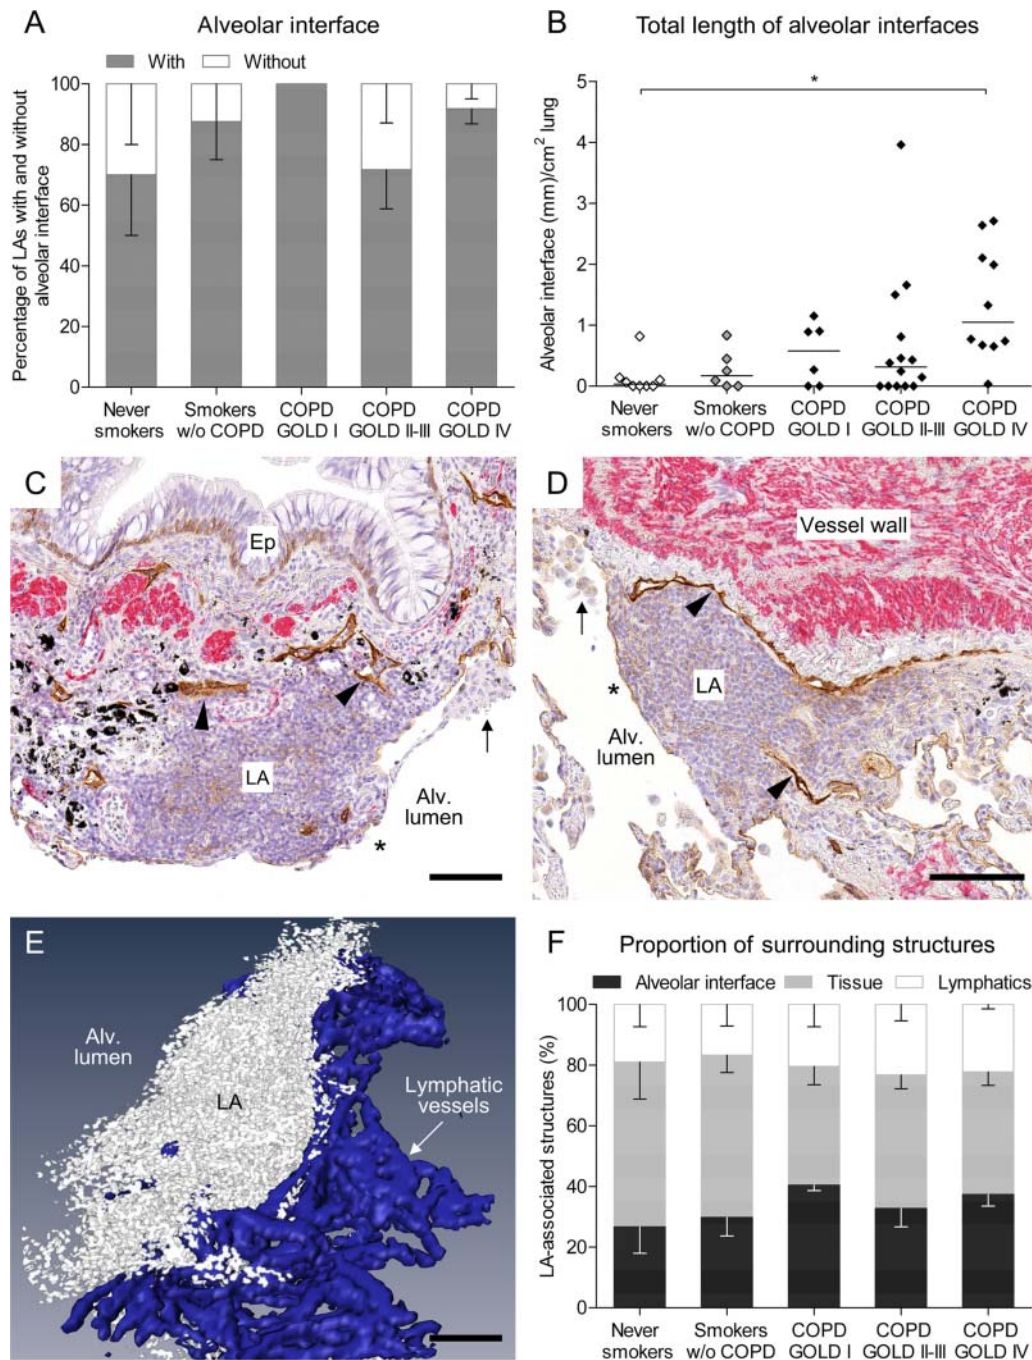 A
Alveolar interface
With Without
Percentage of LAs with and without
alveolar interface
100
80
60
40
20
0
Never
smokers
Smokers
w/o COPD
COPD
GOLD I
COPD
GOLD II-III
COPD
GOLD IV
B
Total length of alveolar interfaces
*
Alveolar interface (mm)/cm² lung
5
4
3
2
1
0
Never
smokers
Smokers
w/o COPD
COPD
GOLD I
COPD
GOLD II-III
COPD
GOLD IV
C
Ep
LA
Alv.
lumen
*
D
Vessel wall
LA
*
Alv.
lumen
E
Alv.
lumen
LA
Lymphatic
vessels
F
Proportion of surrounding structures
Alveolar interface Tissue Lymphatics
LA-associated structures (%)
100
80
60
40
20
0
Never
smokers
Smokers
w/o COPD
COPD
GOLD I
COPD
GOLD II-III
COPD
GOLD IV